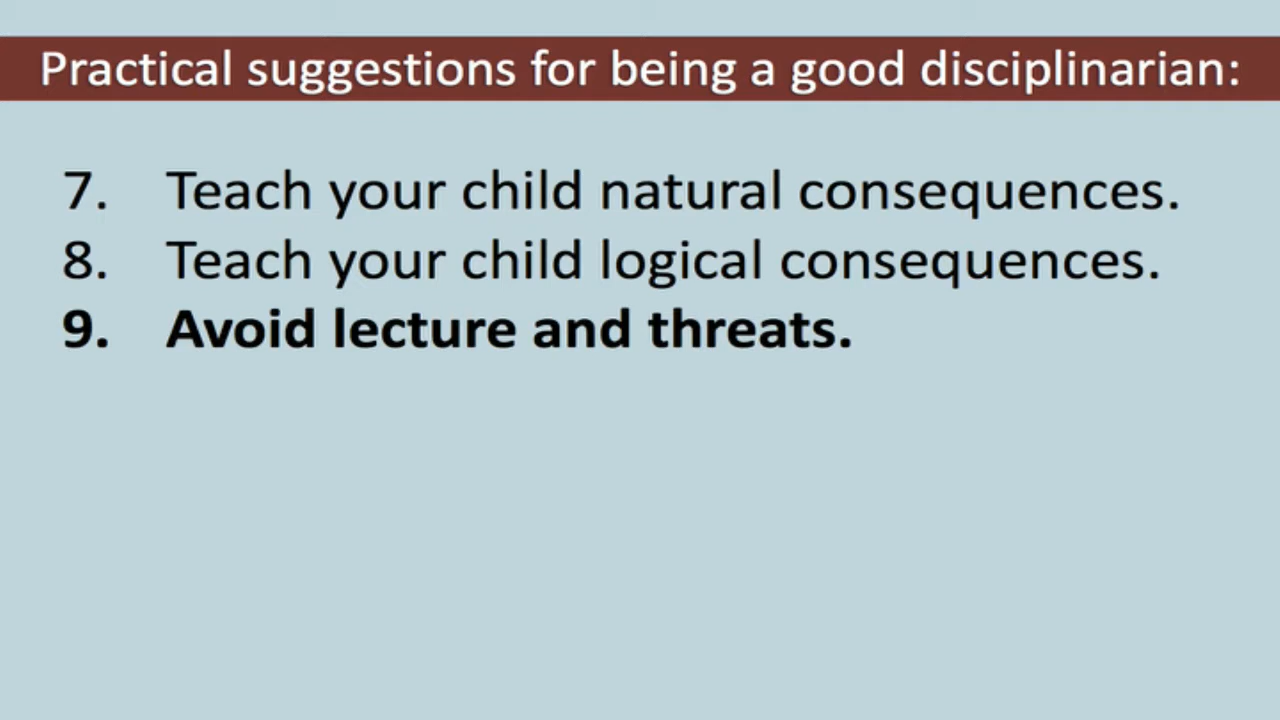 Practical suggestions for being a good disciplinarian:
7. Teach your child natural consequences.
8. Teach your child logical consequences.
9. Avoid lecture and threats.